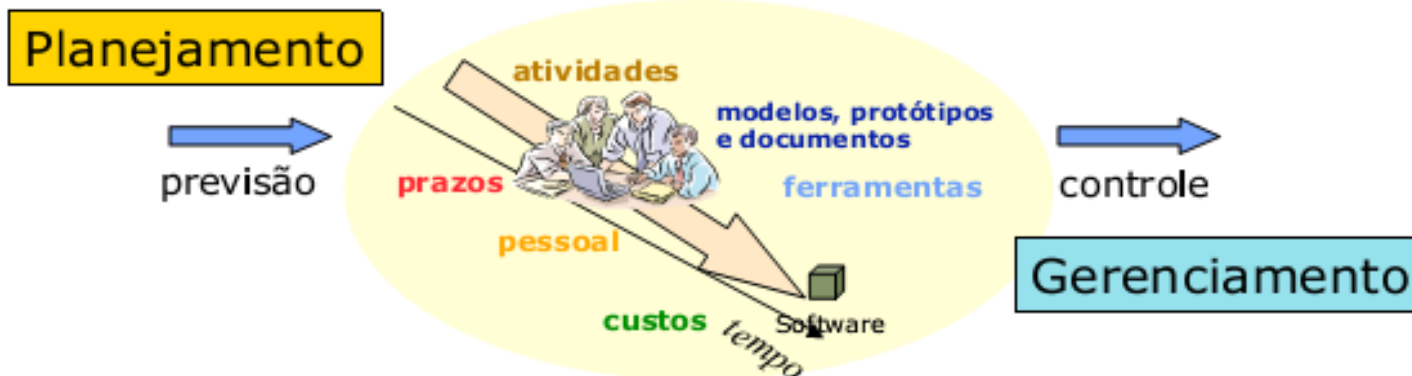 Planejamento
atividades
modelos, protótipos
e documentos
previsão
prazos
ferramentas
controle
pessoal
Gerenciamento
custos
tempo
Software